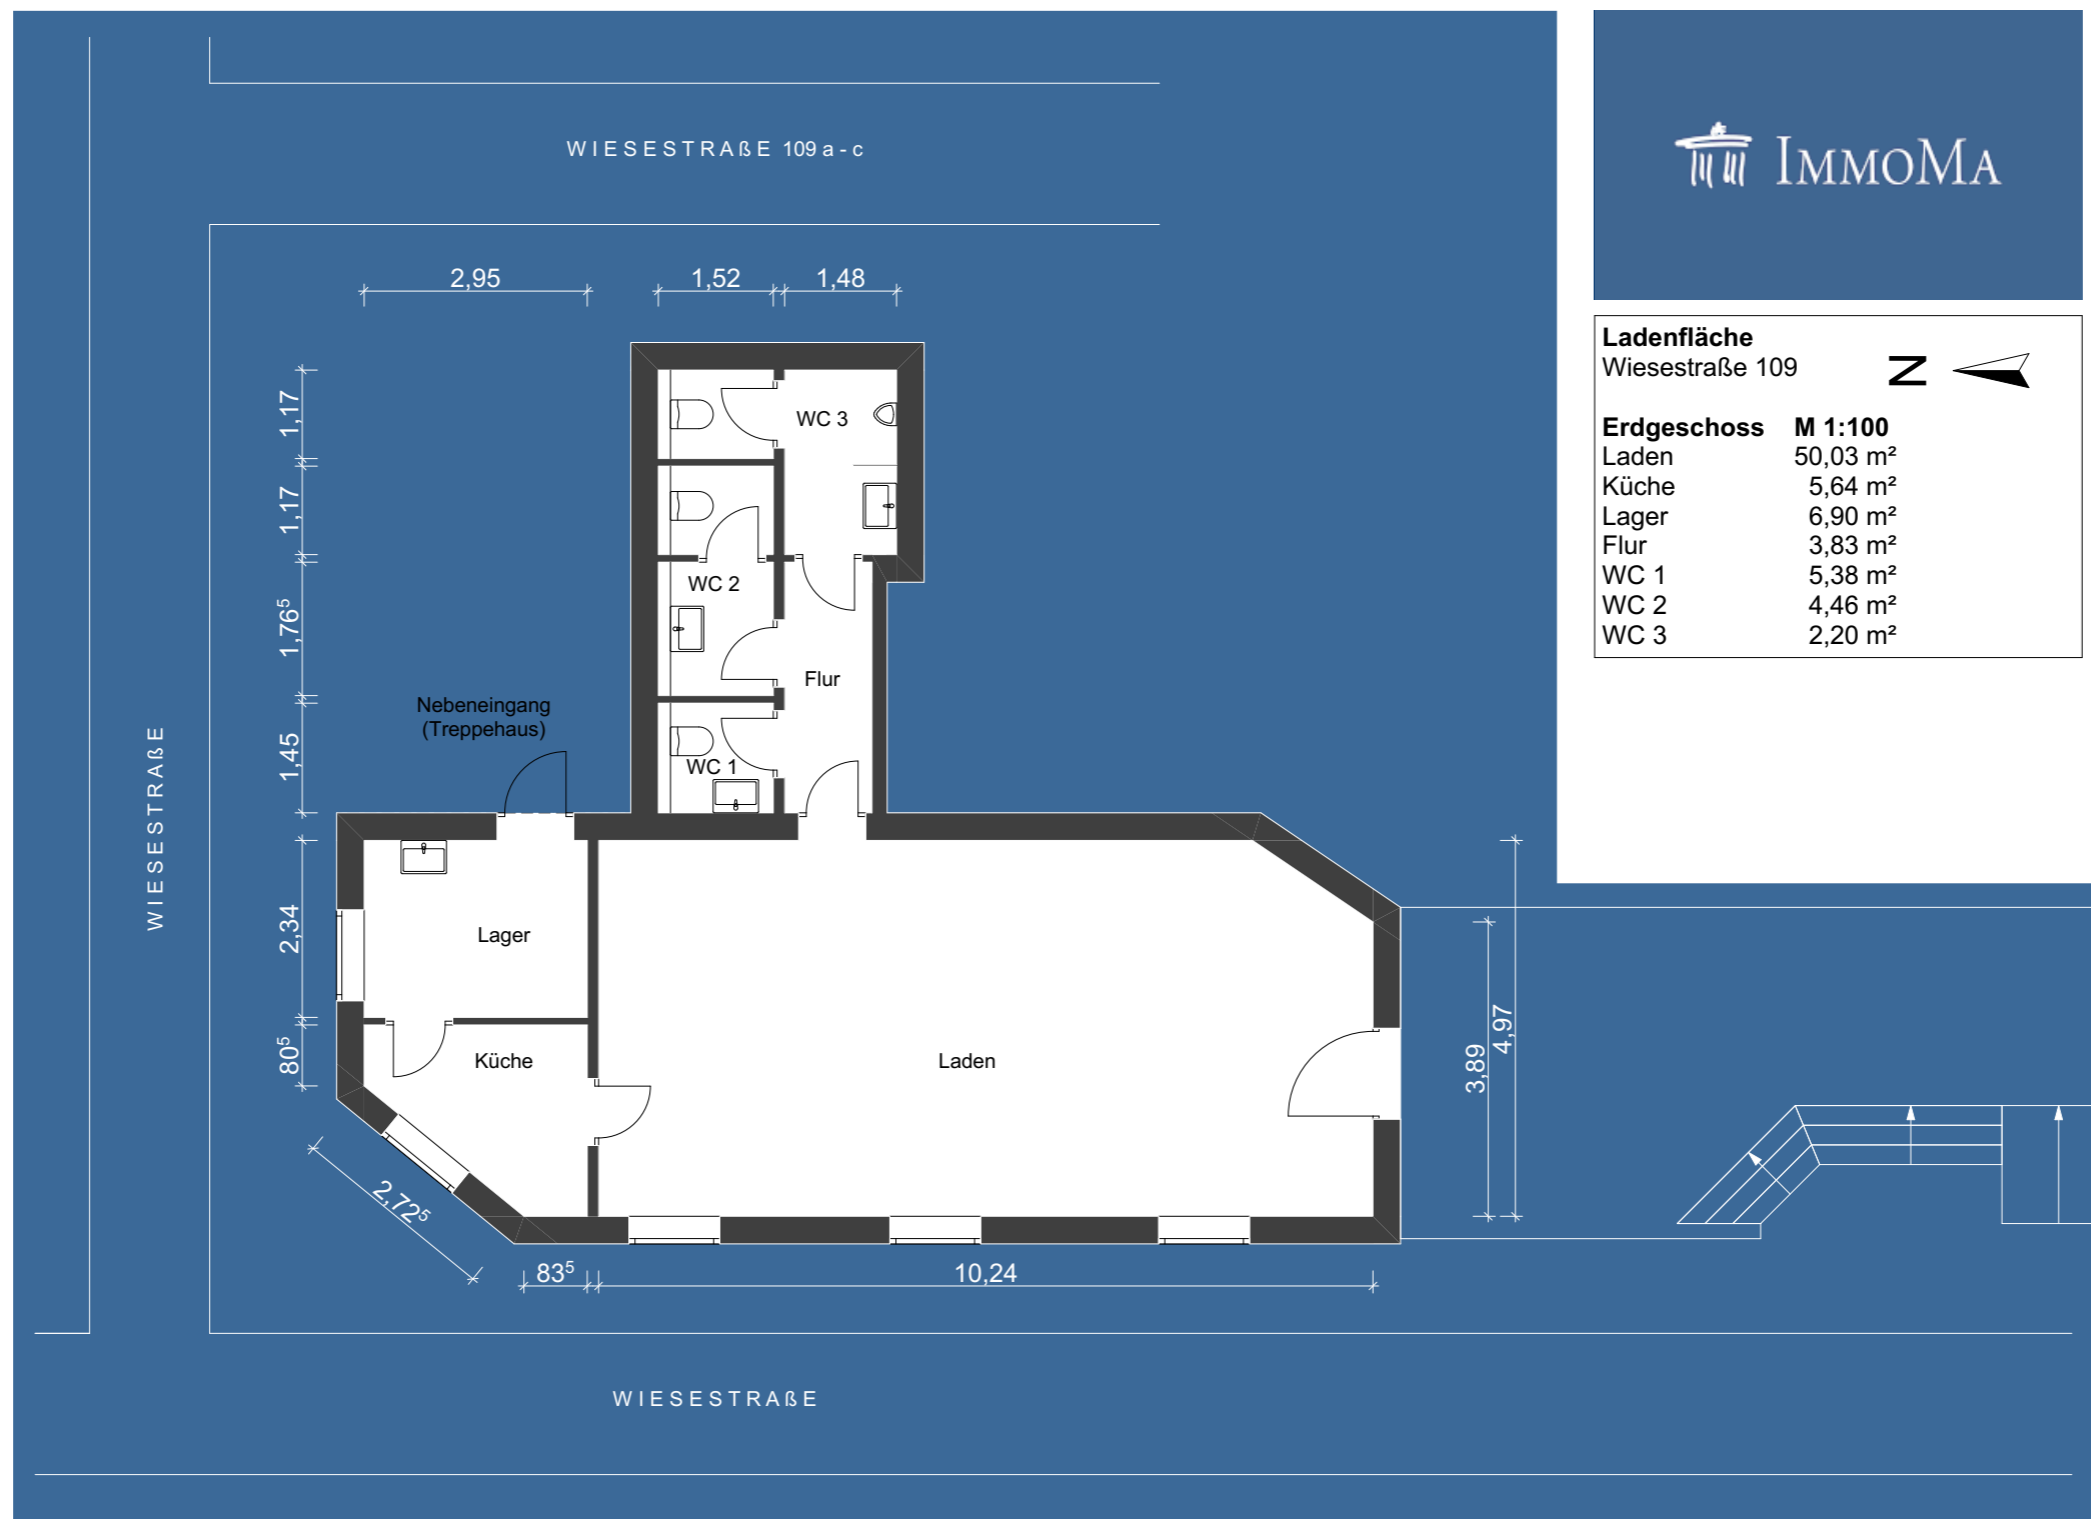 WIESESTRAßE 109 a - c
IMMOMA
Ladenfläche
Wiesestraße 109
N
Erdgeschoss M 1:100
Laden 50,03 m²
Küche 5,64 m²
Lager 6,90 m²
Flur 3,83 m²
WC 1 5,38 m²
WC 2 4,46 m²
WC 3 2,20 m²
2,95 1,52 1,48
1,17
WC 3
1,17
WC 2
1,76⁵
Flur
Nebeneingang
(Treppehaus)
1,45
WC 1
WIESESTRAßE
2,34
Lager
80⁵
Küche
Laden
3,89
4,97
2,72⁵
83⁵ 10,24
WIESESTRAßE